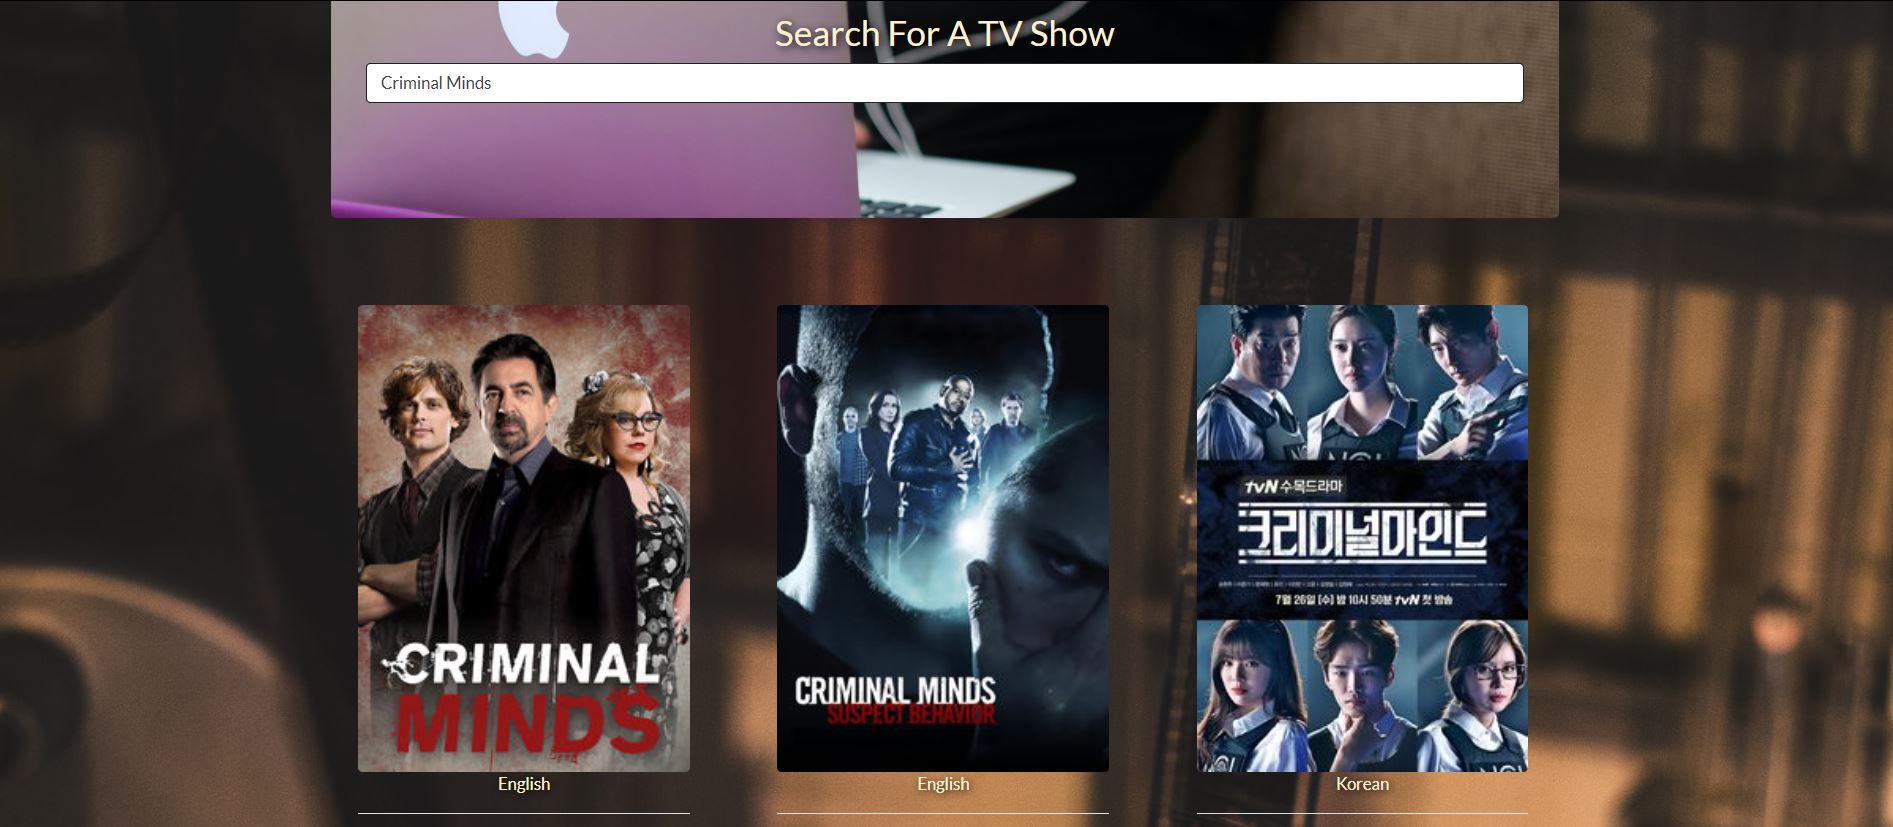 Search For A TV Show
Criminal Minds
CRIMINAL
MINDS
English
CRIMINAL MINDS
SUSPECT BEHAVIOR
English
tvN 수목드라마
크리미널마인드
7월 26일 [수] 밤 10시 50분 tvN 첫 방송
Korean